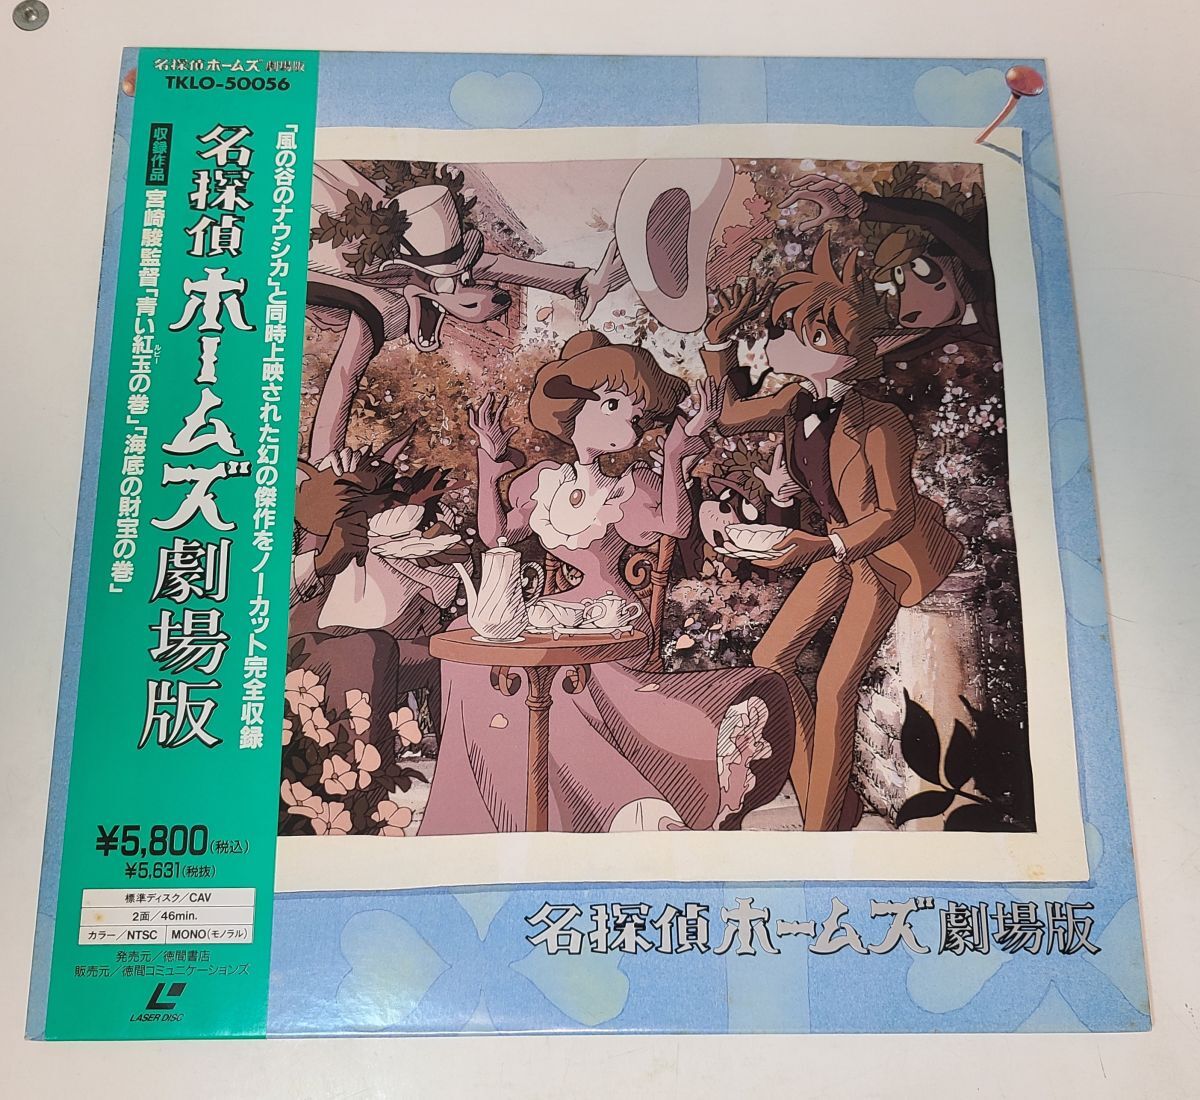 名探偵ホームズ 劇場版
TKLO-50056
「風の谷のナウシカ」と同時上映された幻の傑作をノーカット完全収録
名探偵ホームズ劇場版
収録作品
宮崎駿監督「青い紅玉の巻」「海底の財宝の巻」
ルビー
¥5,800(税込)
¥5,631(税抜)
標準ディスク/CAV
2面/46min.
カラー/NTSC MONO(モノラル)
発売元/徳間書店
販売元/徳間コミュニケーションズ
LASER DISC
名探偵ホームズ劇場版